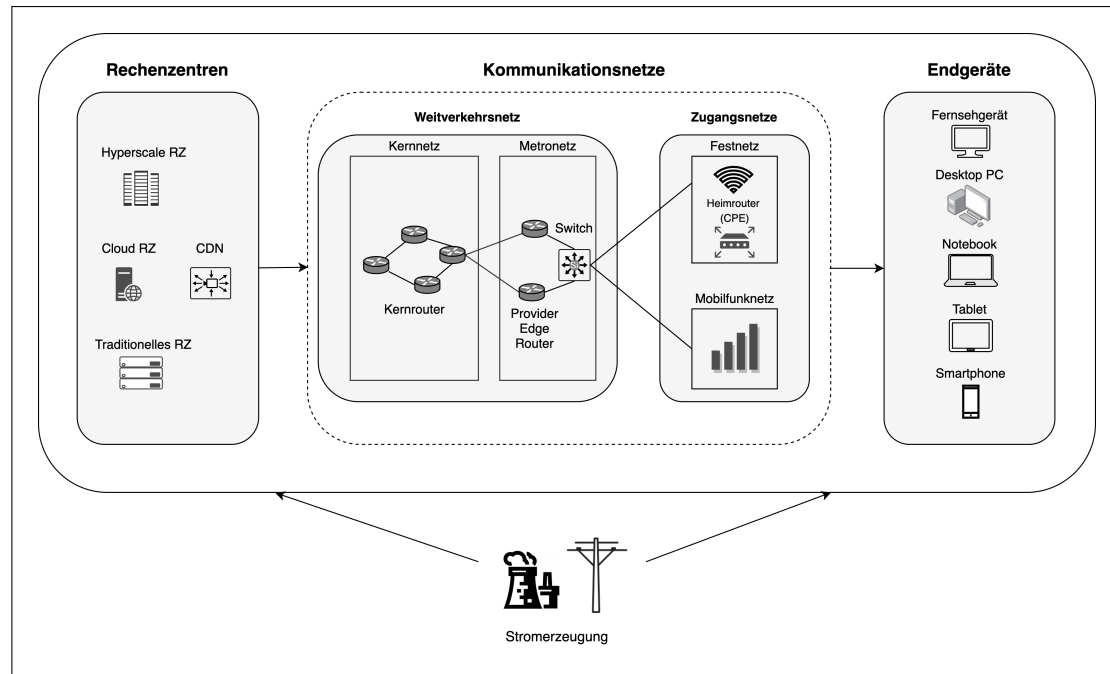 Rechenzentren
Kommunikationsnetze
Endgeräte
Hyperscale RZ
Cloud RZ
CDN
Traditionelles RZ
Weitverkehrsnetz
Kernnetz
Metronetz
Kernrouter
Switch
Provider
Edge
Router
Zugangsnetze
Festnetz
Heimrouter
(CPE)
Mobilfunknetz
Fernsehgerät
Desktop PC
Notebook
Tablet
Smartphone
Stromerzeugung